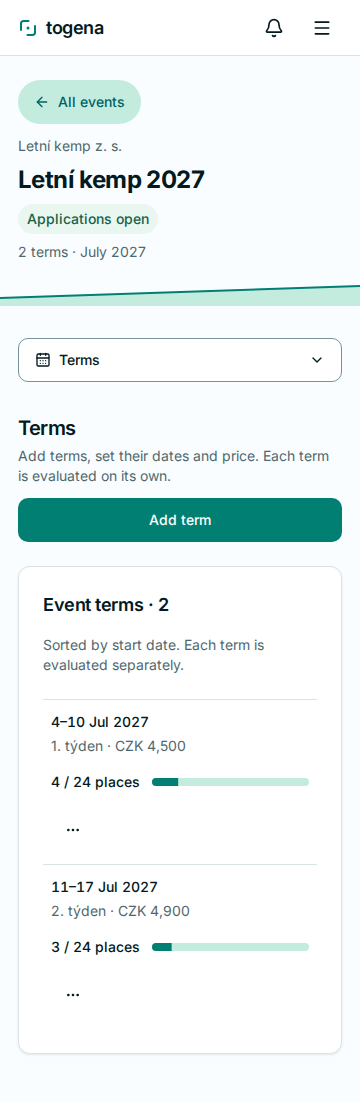 togena
All events
Letní kemp z. s.
Letní kemp 2027
Applications open
2 terms · July 2027
Terms
Terms
Add terms, set their dates and price. Each term
is evaluated on its own.
Add term
Event terms · 2
Sorted by start date. Each term is
evaluated separately.
4–10 Jul 2027
1. týden · CZK 4,500
4 / 24 places
...
11–17 Jul 2027
2. týden · CZK 4,900
3 / 24 places
...